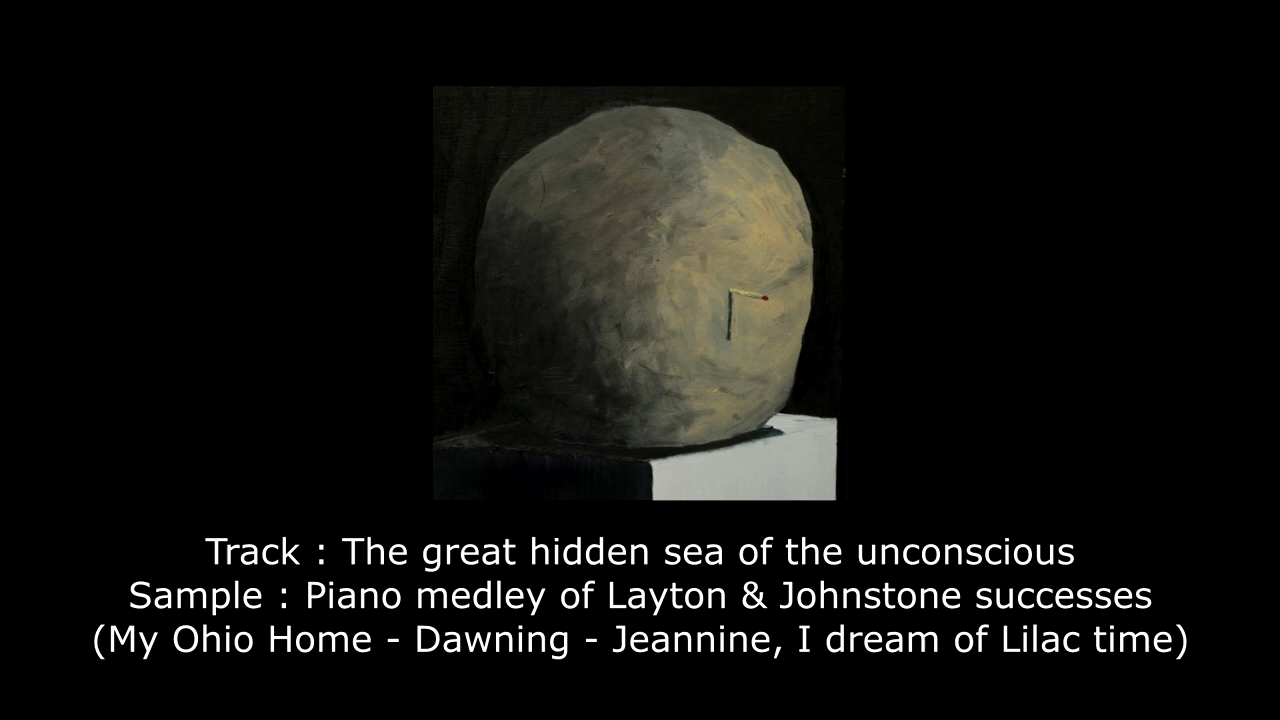 Track : The great hidden sea of the unconscious
Sample : Piano medley of Layton & Johnstone successes
(My Ohio Home - Dawning - Jeannine, I dream of Lilac time)